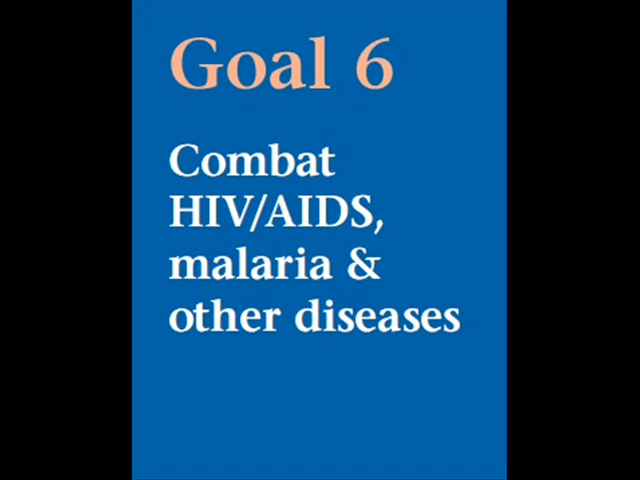 Goal 6
Combat
HIV/AIDS,
malaria &
other diseases